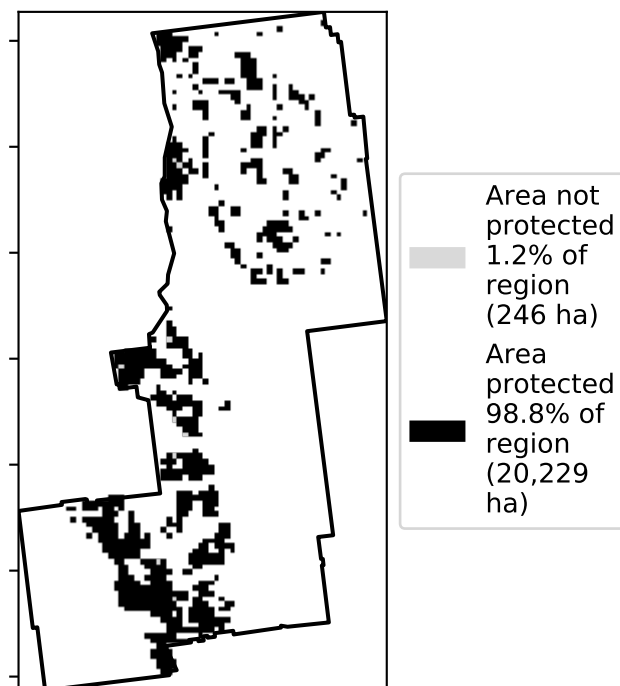 Area not
protected
1.2% of
region
(246 ha)
Area
protected
98.8% of
region
(20,229
ha)